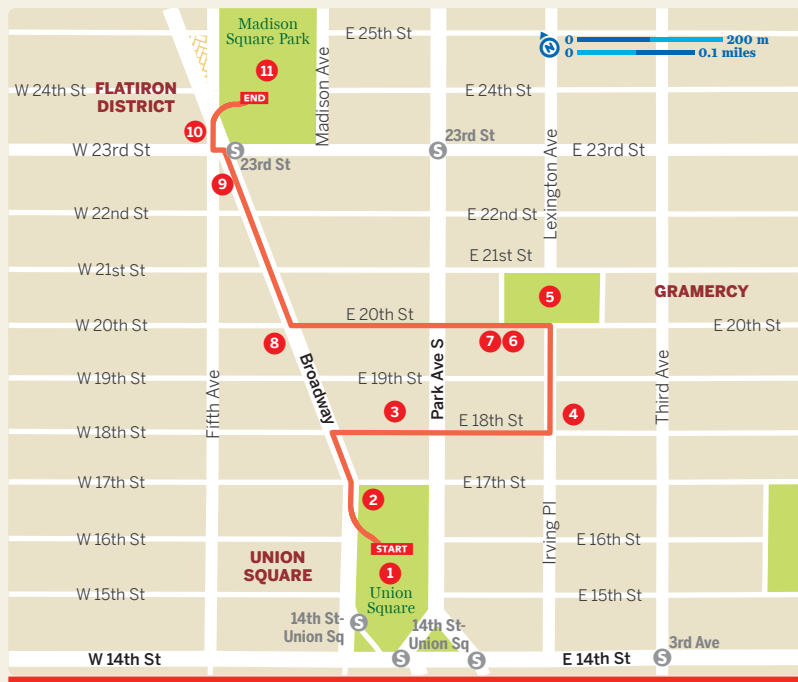 Madison
Square Park
E 25th St
0 200 m
0 0.1 miles
N
11
Madison Ave
W 24th St
FLATIRON
DISTRICT
END
E 24th St
10
W 23rd St
S
23rd St
23rd St
S
E 23rd St
Lexington Ave
9
W 22nd St
E 22nd St
W 21st St
E 21st St
5
GRAMERCY
W 20th St
E 20th St
E 20th St
8
7
6
Broadway
Park Ave S
Fifth Ave
Third Ave
W 19th St
E 19th St
3
4
W 18th St
E 18th St
W 17th St
E 17th St
2
W 16th St
START
E 16th St
Irving Pl
UNION
SQUARE
1
Union
Square
W 15th St
E 15th St
14th St-
Union Sq
S
14th St-
Union Sq
S
S
3rd Ave
S
W 14th St
E 14th St